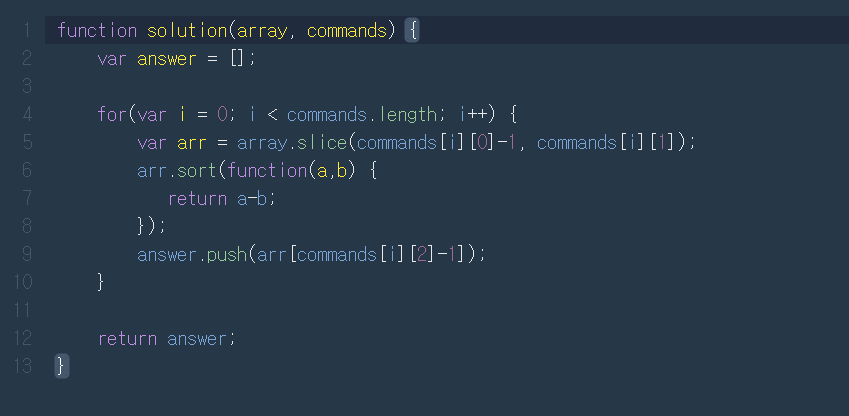 1 function solution(array, commands) {
2     var answer = [];
3
4     for(var i = 0; i < commands.length; i++) {
5         var arr = array.slice(commands[i][0]-1, commands[i][1]);
6         arr.sort(function(a,b) {
7            return a-b;
8         });
9         answer.push(arr[commands[i][2]-1]);
10     }
11
12     return answer;
13 }